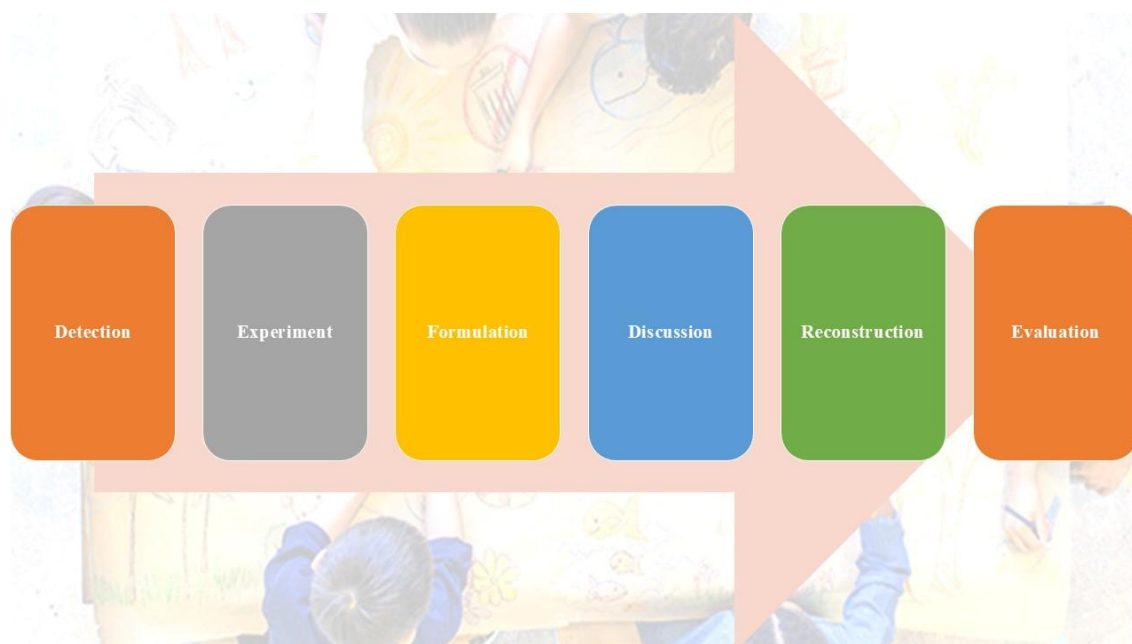 Detection
Experiment
Formulation
Discussion
Reconstruction
Evaluation